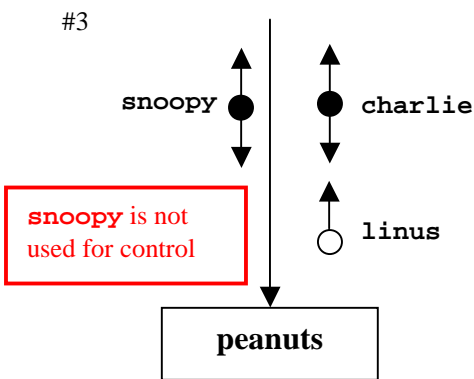 #3
snoopy
charlie
snoopy is not
used for control
linus
peanuts